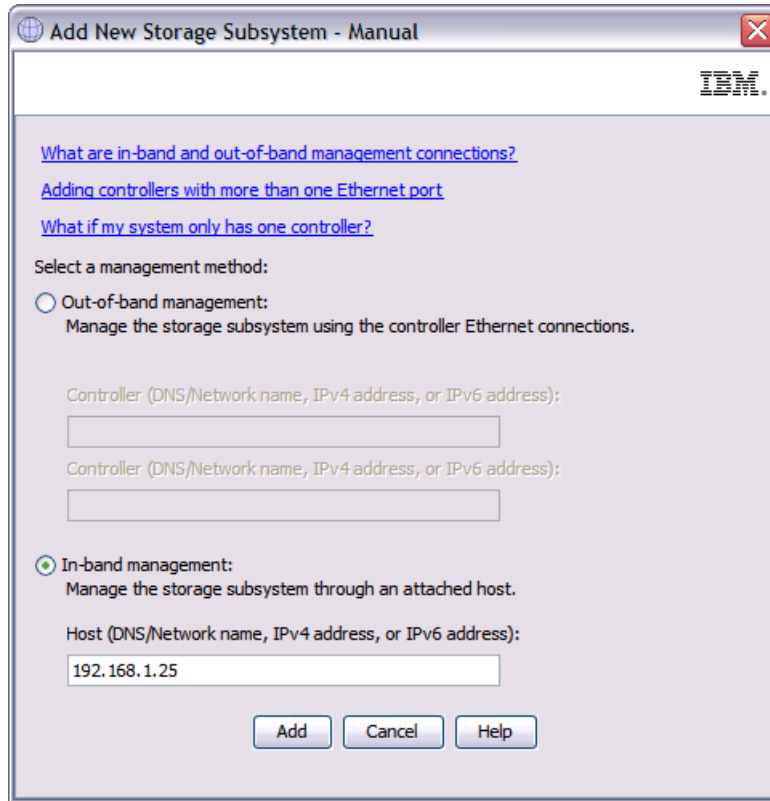 Add New Storage Subsystem - Manual
IBM.
What are in-band and out-of-band management connections?
Adding controllers with more than one Ethernet port
What if my system only has one controller?
Select a management method:
Out-of-band management:
Manage the storage subsystem using the controller Ethernet connections.
Controller (DNS/Network name, IPv4 address, or IPv6 address):
Controller (DNS/Network name, IPv4 address, or IPv6 address):
In-band management:
Manage the storage subsystem through an attached host.
Host (DNS/Network name, IPv4 address, or IPv6 address):
192.168.1.25
Add Cancel Help